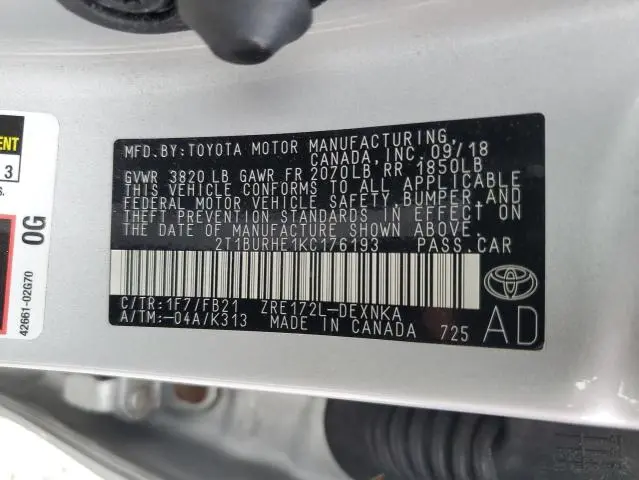 MFD.BY:TOYOTA MOTOR MANUFACTURING,
CANADA, INC. 09/18
GVWR 3820LB GAWR FR 2070LB RR 1850LB
THIS VEHICLE CONFORMS TO ALL APPLICABLE
FEDERAL MOTOR VEHICLE SAFETY,BUMPER,AND
THEFT PREVENTION STANDARDS IN EFFECT ON
THE DATE OF MANUFACTURE SHOWN ABOVE.
2T1BURHE1KC176193 PASS.CAR
C/TR:1F7/FB21 ZRE172L-DEXNKA
A/TM:-04A/K313 MADE IN CANADA 725
AD
3
0G
42661-02G70